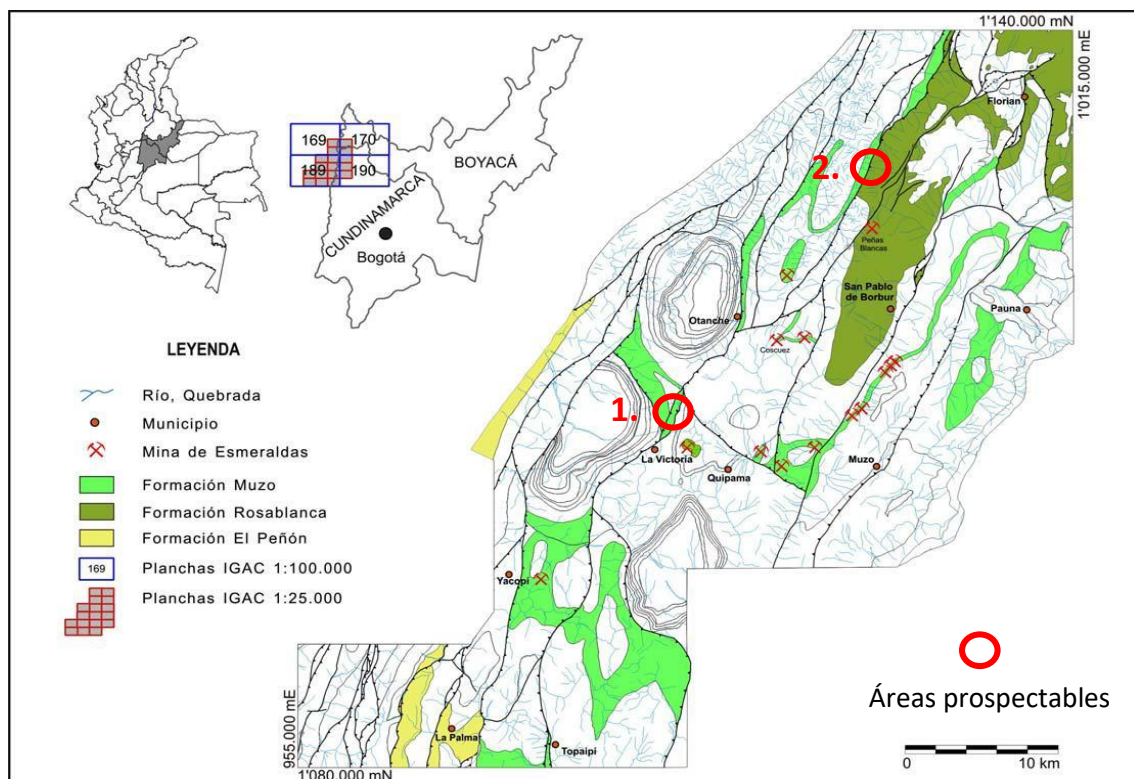 1'140.000 mN
1'015.000 mE
Florian
169
170
BOYACÁ
189
190
2.
CUNDINAMARCA
Peñas
Blancas
Bogotá
San Pablo
de Borbur
Pauna
Otanche
LEYENDA
Coscuez
Río, Quebrada
1.
Municipio
Mina de Esmeraldas
La Victoria
Muzo
Quipama
Formación Muzo
Formación Rosablanca
Formación El Peñón
169
Planchas IGAC 1:100.000
Yacopí
Planchas IGAC 1:25.000
Áreas prospectables
955.000 mE
La Palma
Topaipi
0
10 km
1'080.000 mN